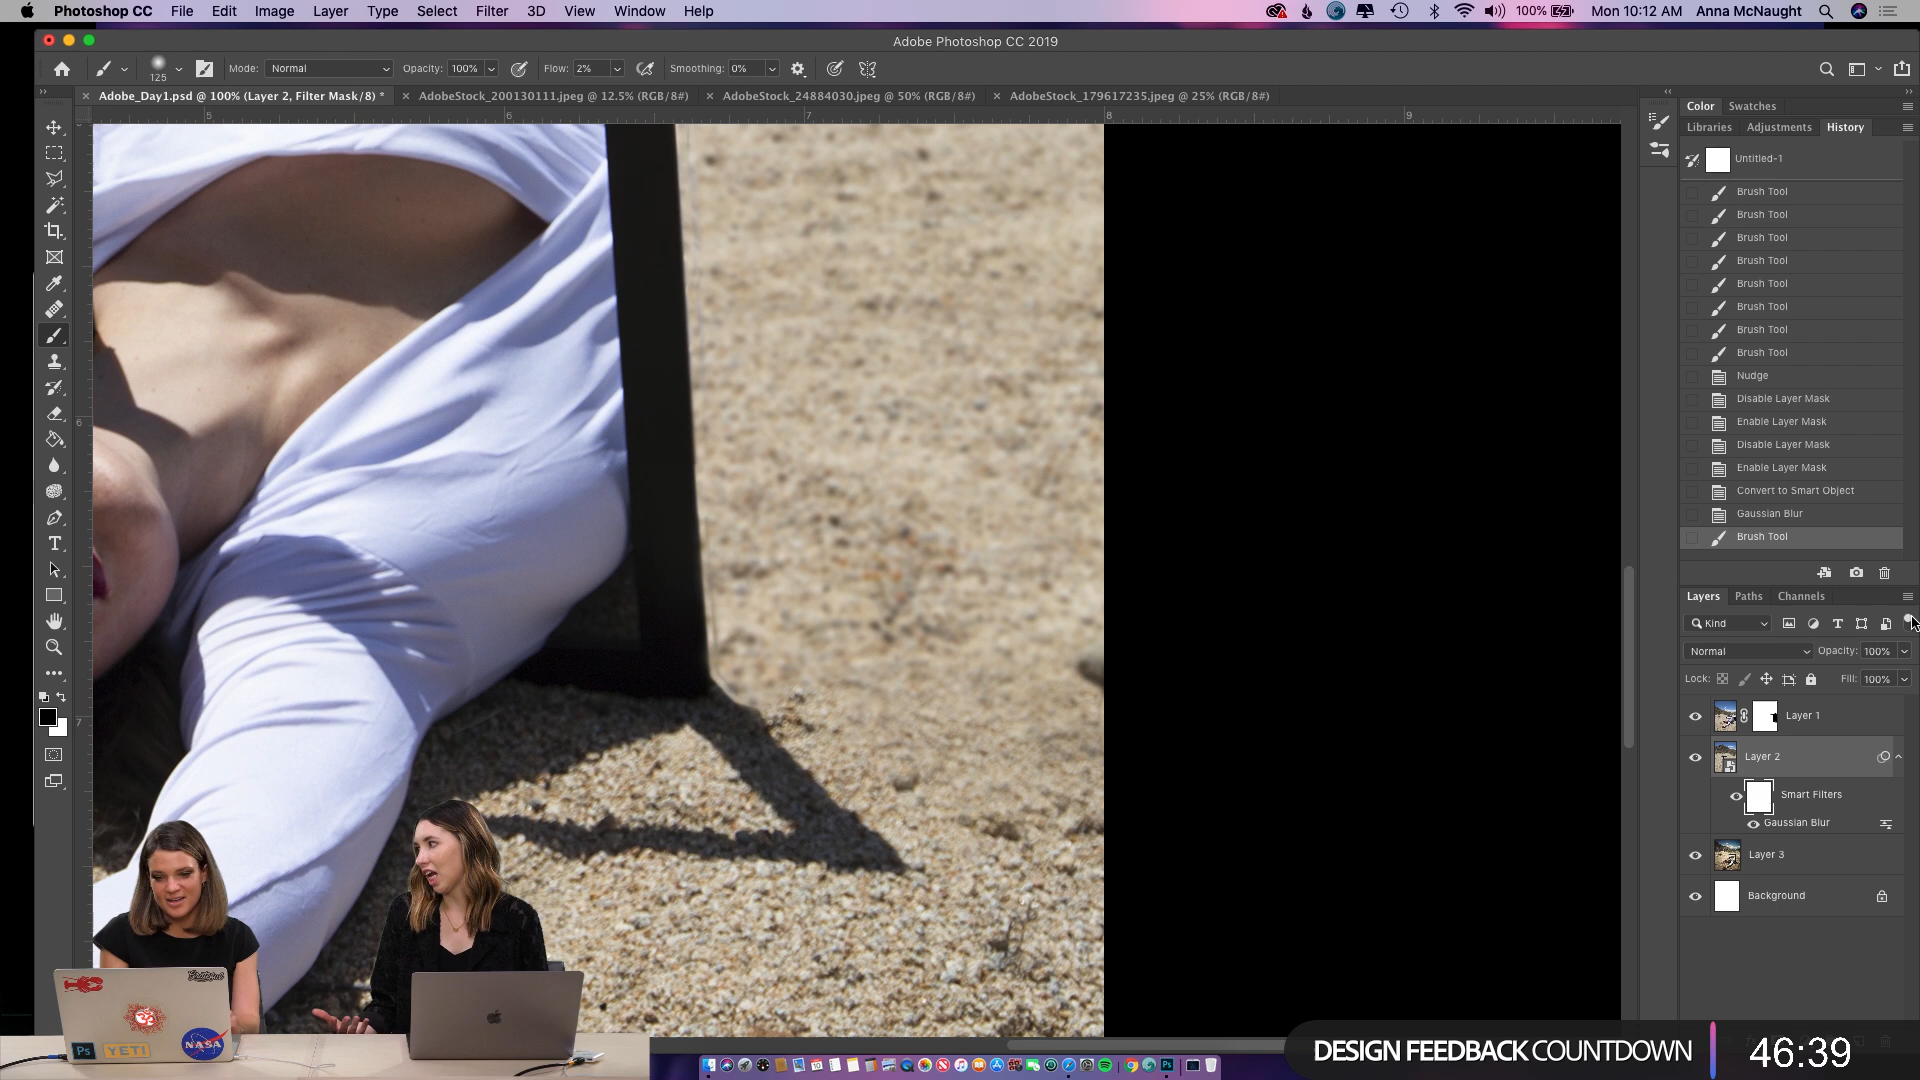 Photoshop CC File Edit Image Layer Type Select Filter 3D View Window Help 100% Mon 10:12 AM Anna McNaught
Adobe Photoshop CC 2019
125 Mode: Normal Opacity: 100% Flow: 2% Smoothing: 0%
Adobe_Day1.psd @ 100% (Layer 2, Filter Mask/8) * AdobeStock_200130111.jpeg @ 12.5% (RGB/8#) AdobeStock_24884030.jpeg @ 50% (RGB/8#) AdobeStock_179617235.jpeg @ 25% (RGB/8#)
5 6 7 8 9
6
7
Color Swatches
Libraries Adjustments History
Untitled-1
Brush Tool
Brush Tool
Brush Tool
Brush Tool
Brush Tool
Brush Tool
Brush Tool
Brush Tool
Nudge
Disable Layer Mask
Enable Layer Mask
Disable Layer Mask
Enable Layer Mask
Convert to Smart Object
Gaussian Blur
Brush Tool
Layers Paths Channels
Kind
Normal Opacity: 100%
Lock: Fill: 100%
Layer 1
Layer 2
Smart Filters
Gaussian Blur
Layer 3
Background
Ps YETI NASA
DESIGN FEEDBACK COUNTDOWN 46:39